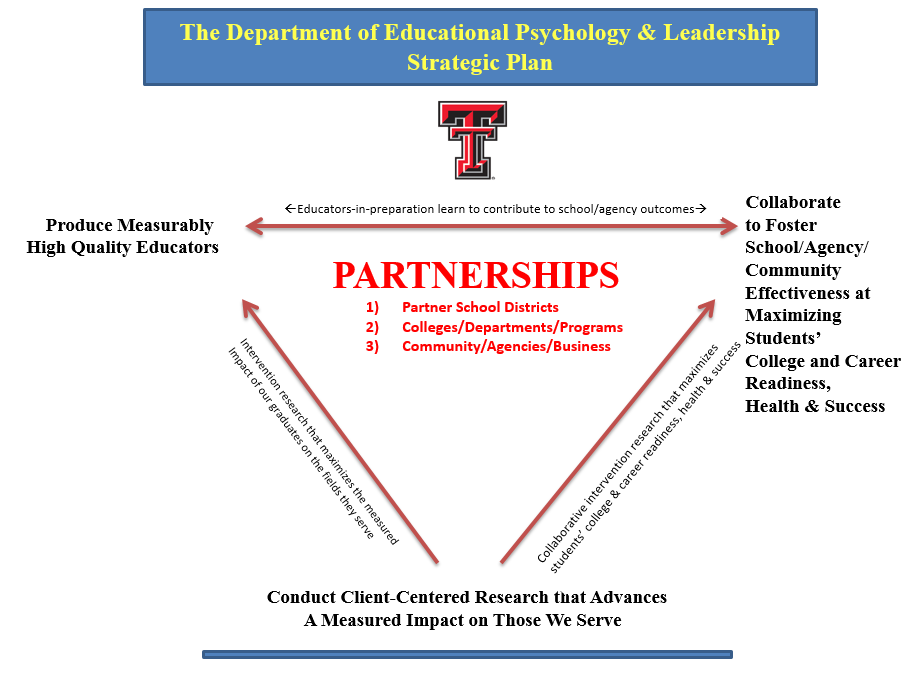 The Department of Educational Psychology & Leadership
Strategic Plan
T
←Educators-in-preparation learn to contribute to school/agency outcomes→
Produce Measurably
High Quality Educators
Collaborate
to Foster
School/Agency/
Community
Effectiveness at
Maximizing
Students’
College and Career
Readiness,
Health & Success
PARTNERSHIPS
1) Partner School Districts
2) Colleges/Departments/Programs
3) Community/Agencies/Business
Intervention research that maximizes the measured
Impact of our graduates on the fields they serve
Collaborative intervention research that maximizes
students’ college & career readiness, health & success
Conduct Client-Centered Research that Advances
A Measured Impact on Those We Serve